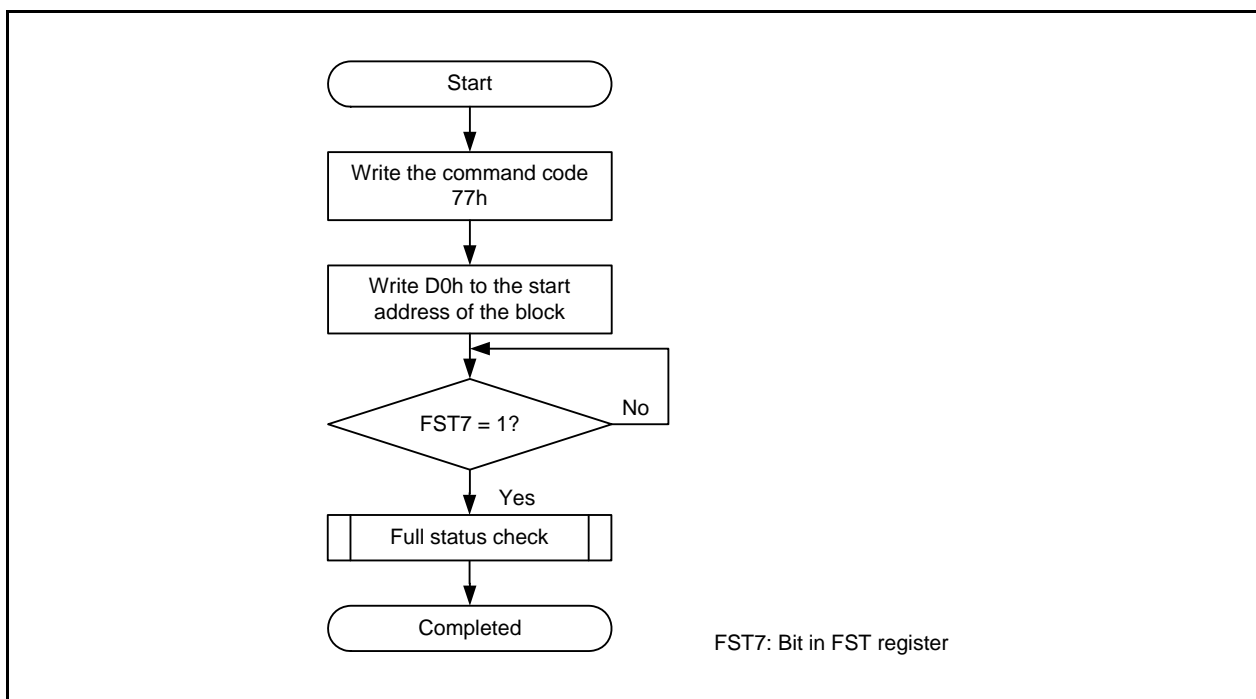 Start
Write the command code
77h
Write D0h to the start
address of the block
FST7 = 1?
No
Yes
Full status check
Completed
FST7: Bit in FST register